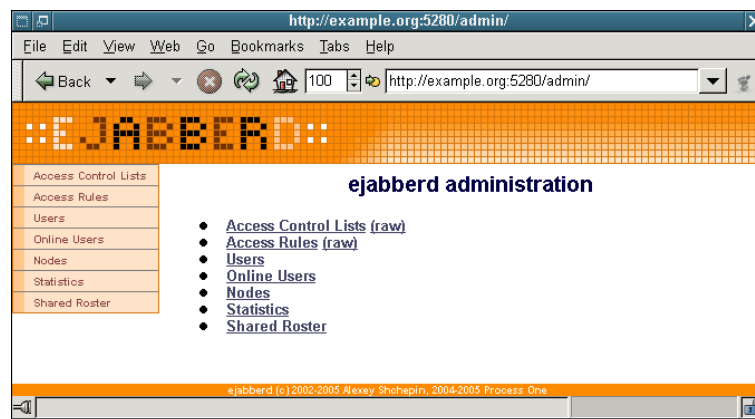 http://example.org:5280/admin/
File Edit View Web Go Bookmarks Tabs Help
Back 100 http://example.org:5280/admin/
::EJABBERD::
Access Control Lists
Access Rules
Users
Online Users
Nodes
Statistics
Shared Roster
ejabberd administration
Access Control Lists (raw)
Access Rules (raw)
Users
Online Users
Nodes
Statistics
Shared Roster
ejabberd (c) 2002-2005 Alexey Shchepin, 2004-2005 Process One